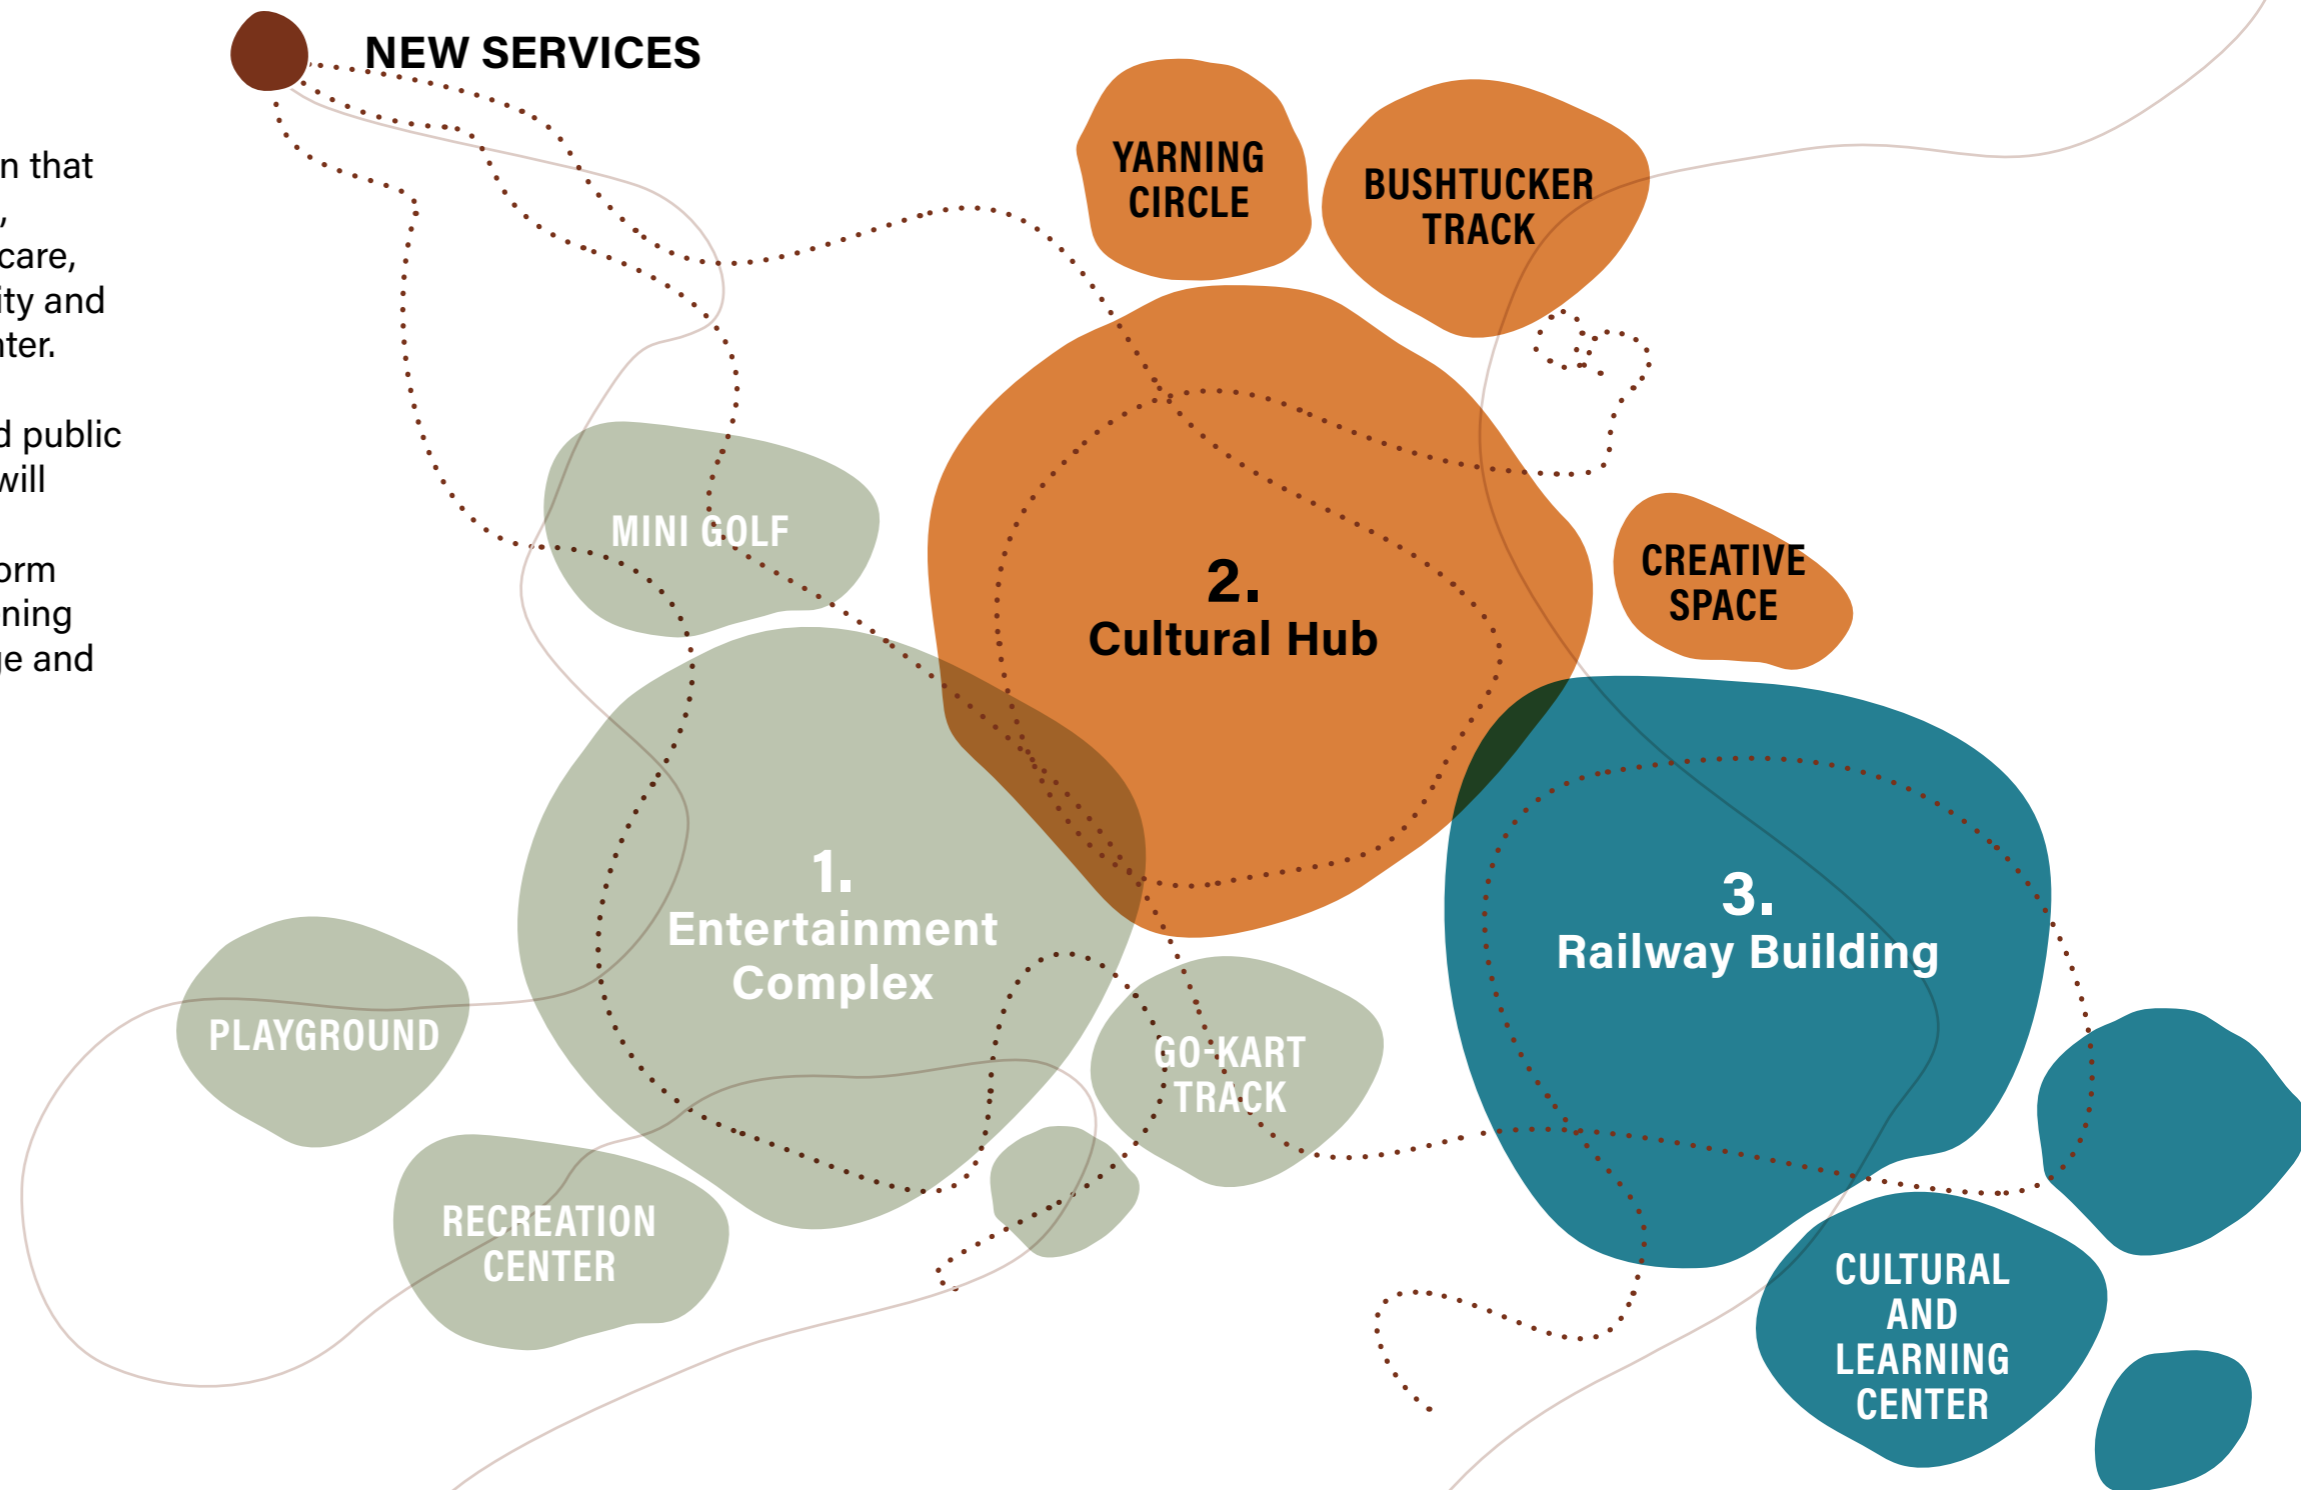 NEW SERVICES
n that
,
care,
ity and
nter.
d public
will
orm
ning
ge and
YARNING
CIRCLE
BUSHTUCKER
TRACK
MINI GOLF
2.
Cultural Hub
CREATIVE
SPACE
1.
Entertainment
Complex
3.
Railway Building
PLAYGROUND
GO-KART
TRACK
RECREATION
CENTER
CULTURAL
AND
LEARNING
CENTER